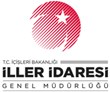 T.C. İÇİŞLERİ BAKANLIĞI
İLLER İDARESİ
GENEL MÜDÜRLÜĞÜ